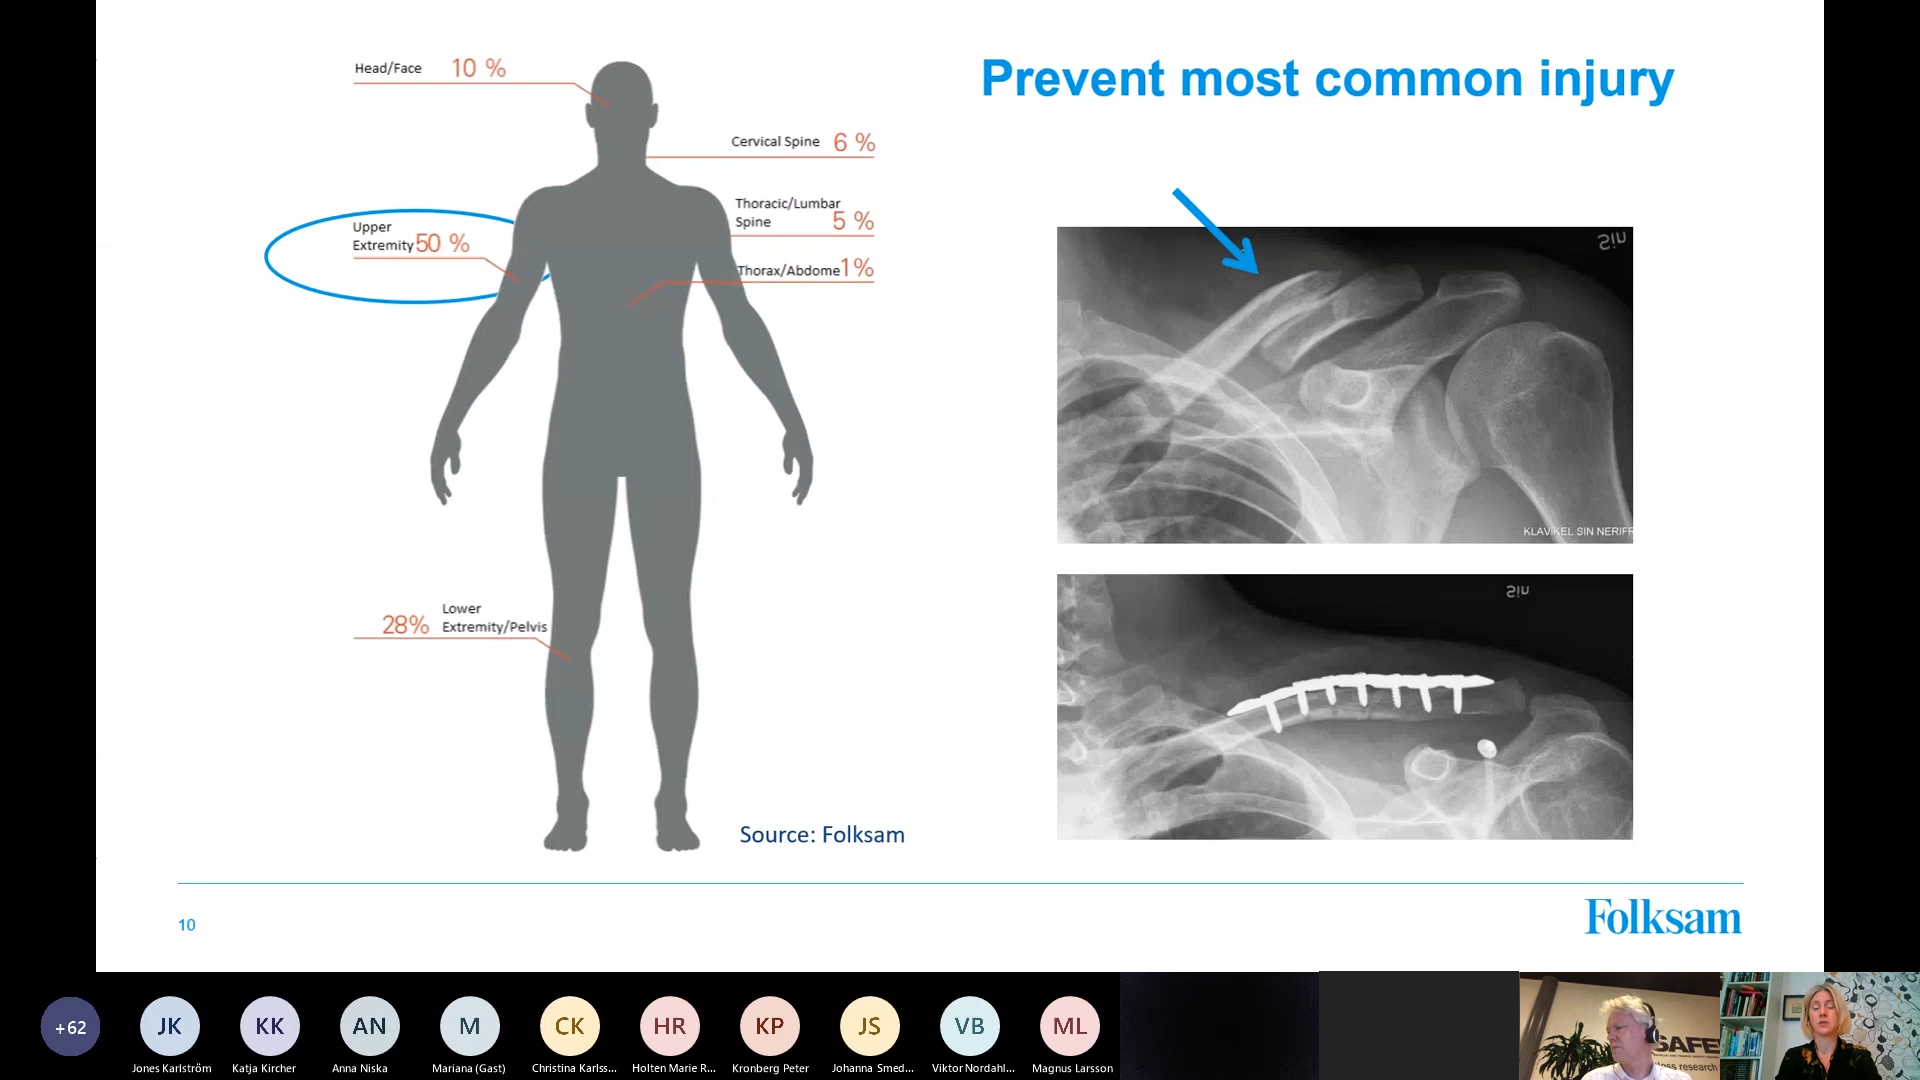 Prevent most common injury
Head/Face 10 %
Cervical Spine 6 %
Thoracic/Lumbar
Spine 5 %
Upper
Extremity 50 %
Thorax/Abdome 1%
Lower
28% Extremity/Pelvis
Source: Folksam
Sin
KLAVIKEL SIN NERIFR
Sin
10
Folksam
+62
JK
KK
AN
M
CK
HR
KP
JS
VB
ML
Jones Karlström
Katja Kircher
Anna Niska
Mariana (Gast)
Christina Karlss...
Holten Marie R...
Kronberg Peter
Johanna Smed...
Viktor Nordahl...
Magnus Larsson
SAFE
research